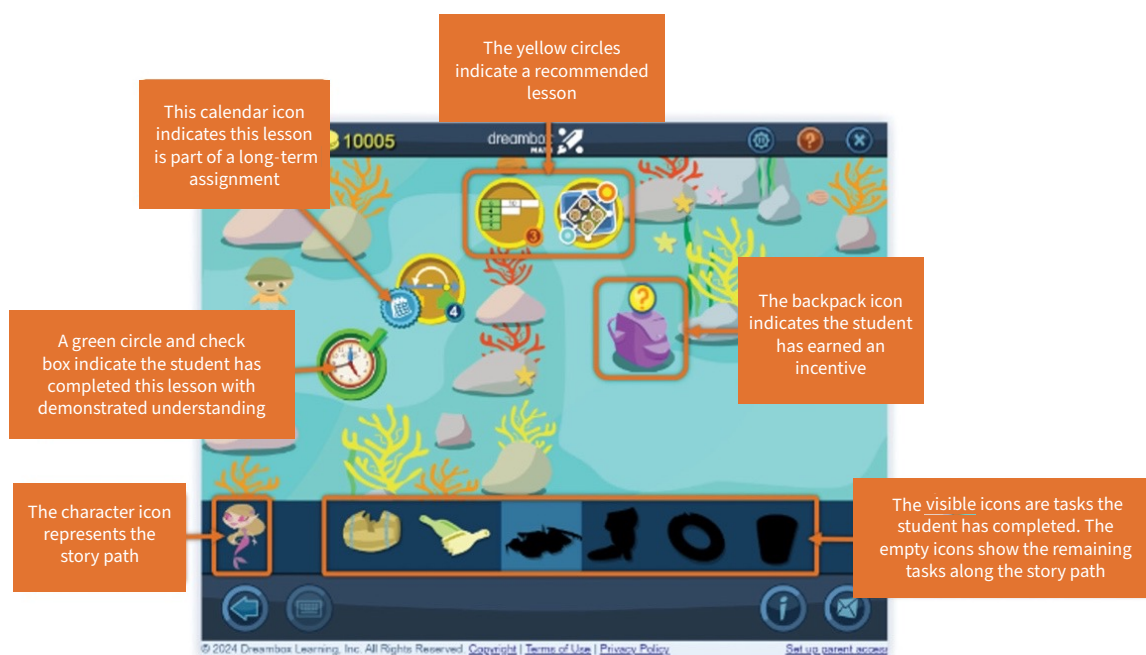 The yellow circles
indicate a recommended
lesson
This calendar icon
indicates this lesson
is part of a long-term
assignment
10005
dreambox
MATH
?
3
4
?
The backpack icon
indicates the student
has earned an
incentive
A green circle and check
box indicate the student has
completed this lesson with
demonstrated understanding
The character icon
represents the
story path
The visible icons are tasks the
student has completed. The
empty icons show the remaining
tasks along the story path
i
© 2024 Dreambox Learning, Inc. All Rights Reserved. Copyright | Terms of Use | Privacy Policy
Set up parent access